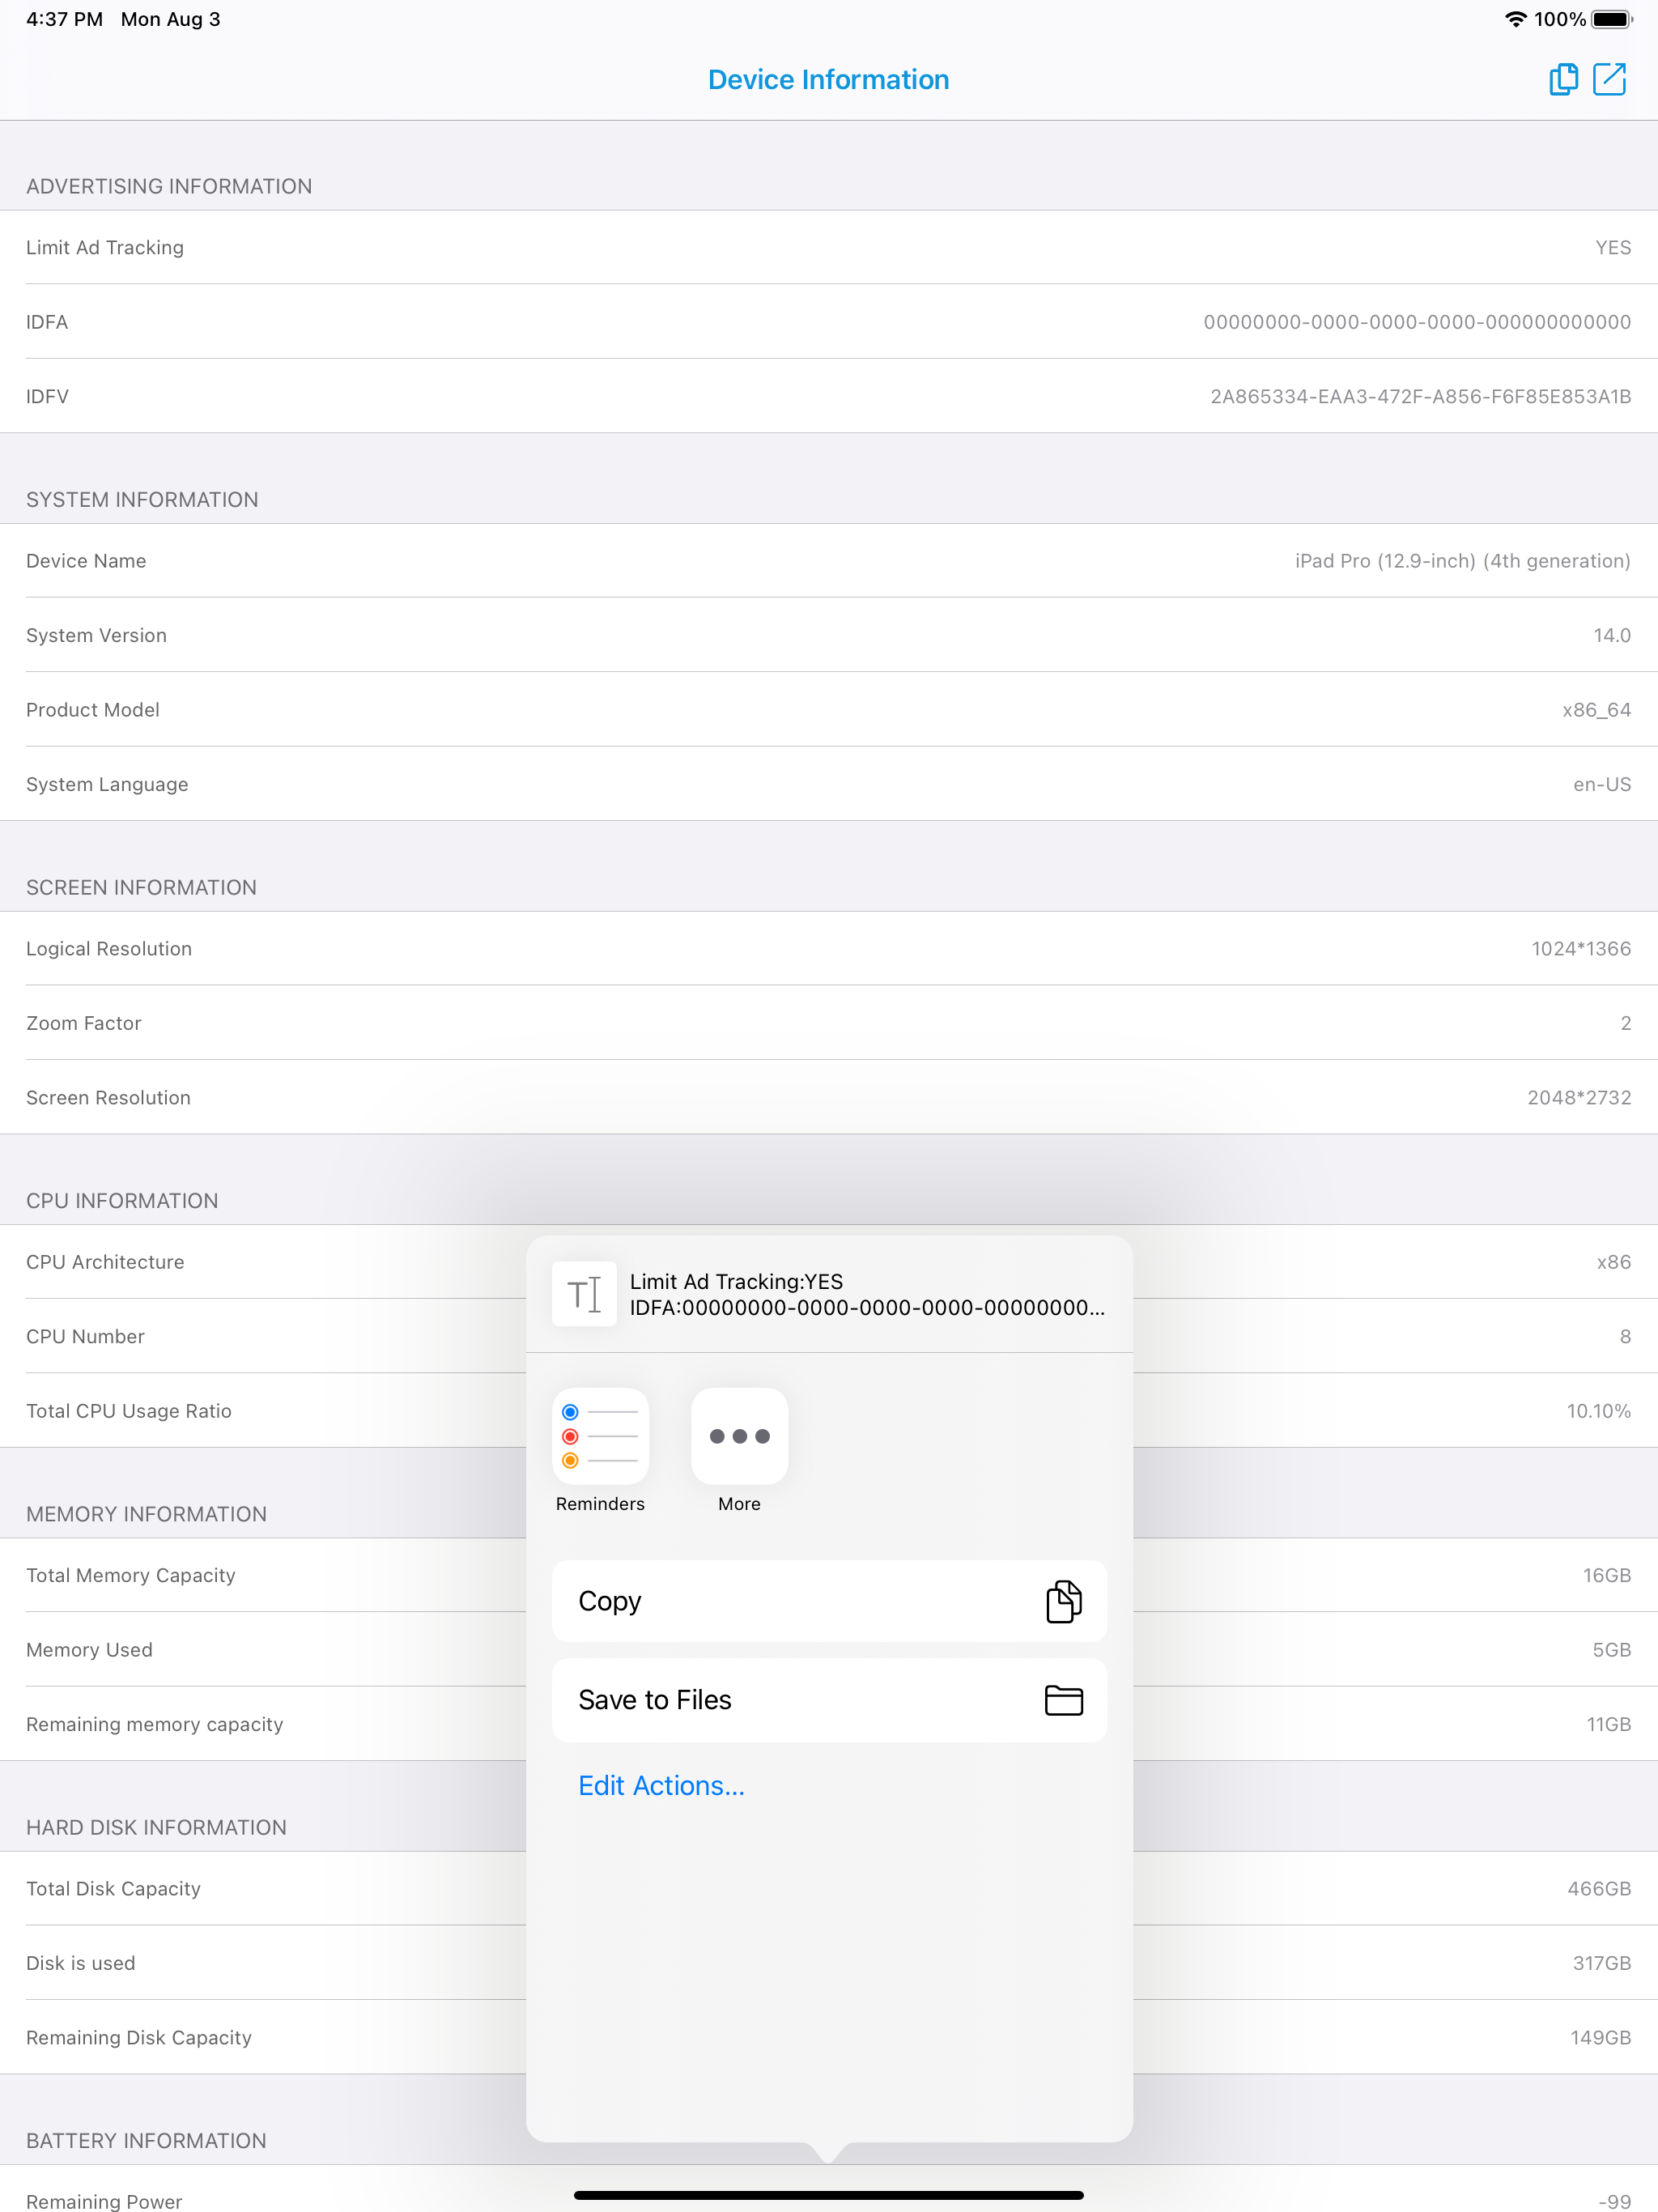 4:37 PM Mon Aug 3 100%
Device Information
ADVERTISING INFORMATION
Limit Ad Tracking YES
IDFA 00000000-0000-0000-0000-000000000000
IDFV 2A865334-EAA3-472F-A856-F6F85E853A1B
SYSTEM INFORMATION
Device Name iPad Pro (12.9-inch) (4th generation)
System Version 14.0
Product Model x86_64
System Language en-US
SCREEN INFORMATION
Logical Resolution 1024*1366
Zoom Factor 2
Screen Resolution 2048*2732
CPU INFORMATION
CPU Architecture x86
CPU Number 8
Total CPU Usage Ratio 10.10%
MEMORY INFORMATION
Total Memory Capacity 16GB
Memory Used 5GB
Remaining memory capacity 11GB
HARD DISK INFORMATION
Total Disk Capacity 466GB
Disk is used 317GB
Remaining Disk Capacity 149GB
BATTERY INFORMATION
Remaining Power -99
Limit Ad Tracking:YES
IDFA:00000000-0000-0000-0000-00000000...
Reminders More
Copy
Save to Files
Edit Actions...